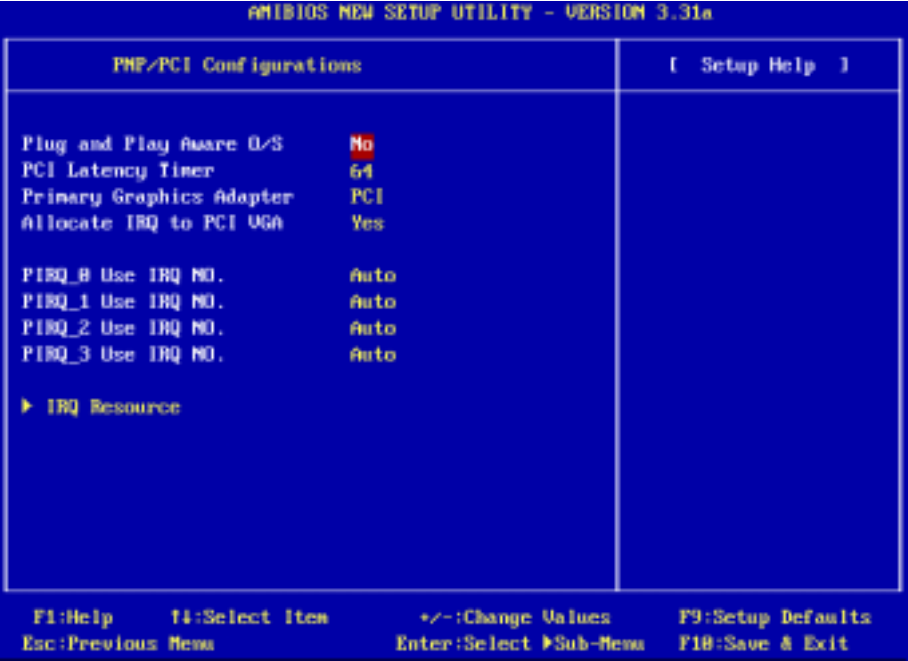 AMIBIOS NEW SETUP UTILITY - VERSION 3.31a
PNP/PCI Configurations [ Setup Help ]
Plug and Play Aware O/S No
PCI Latency Timer 64
Primary Graphics Adapter PCI
Allocate IRQ to PCI VGA Yes
PIRQ_0 Use IRQ NO. Auto
PIRQ_1 Use IRQ NO. Auto
PIRQ_2 Use IRQ NO. Auto
PIRQ_3 Use IRQ NO. Auto
▶ IRQ Resource
F1:Help ↑↓:Select Item +/-:Change Values F9:Setup Defaults
Esc:Previous Menu Enter:Select ▶Sub-Menu F10:Save & Exit